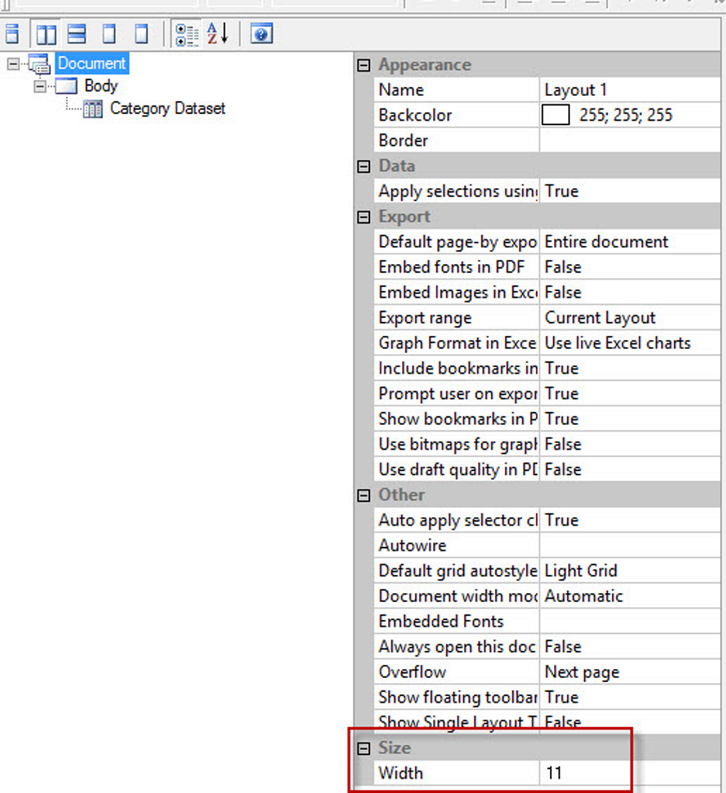 Document
Body
Category Dataset
Appearance
Name Layout 1
Backcolor 255; 255; 255
Border
Data
Apply selections using True
Export
Default page-by expo Entire document
Embed fonts in PDF False
Embed Images in Exce False
Export range Current Layout
Graph Format in Exce Use live Excel charts
Include bookmarks in True
Prompt user on expor True
Show bookmarks in P True
Use bitmaps for graph False
Use draft quality in PD False
Other
Auto apply selector cl True
Autowire
Default grid autostyle Light Grid
Document width mod Automatic
Embedded Fonts
Always open this doc False
Overflow Next page
Show floating toolbar True
Show Single Layout T False
Size
Width 11